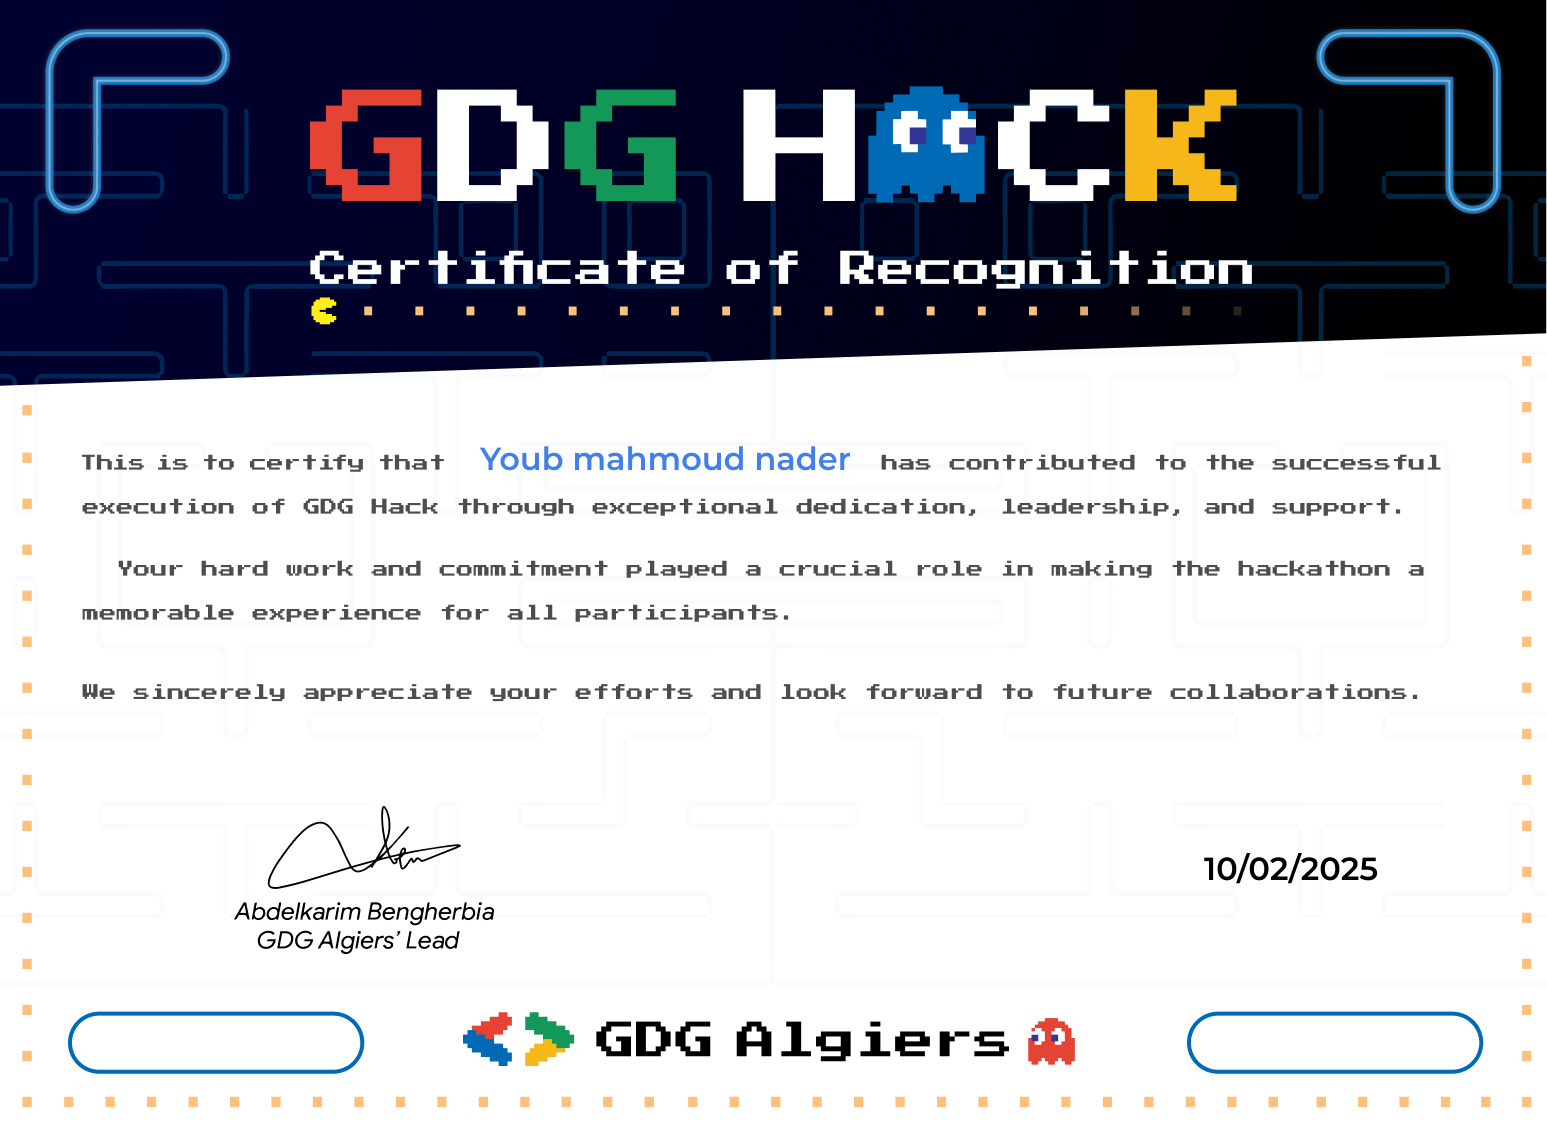 GDG HACK
Certificate of Recognition
This is to certify that Youb mahmoud nader has contributed to the successful
execution of GDG Hack through exceptional dedication, leadership, and support.
Your hard work and commitment played a crucial role in making the hackathon a
memorable experience for all participants.
We sincerely appreciate your efforts and look forward to future collaborations.
10/02/2025
Abdelkarim Bengherbia
GDG Algiers’ Lead
GDG Algiers